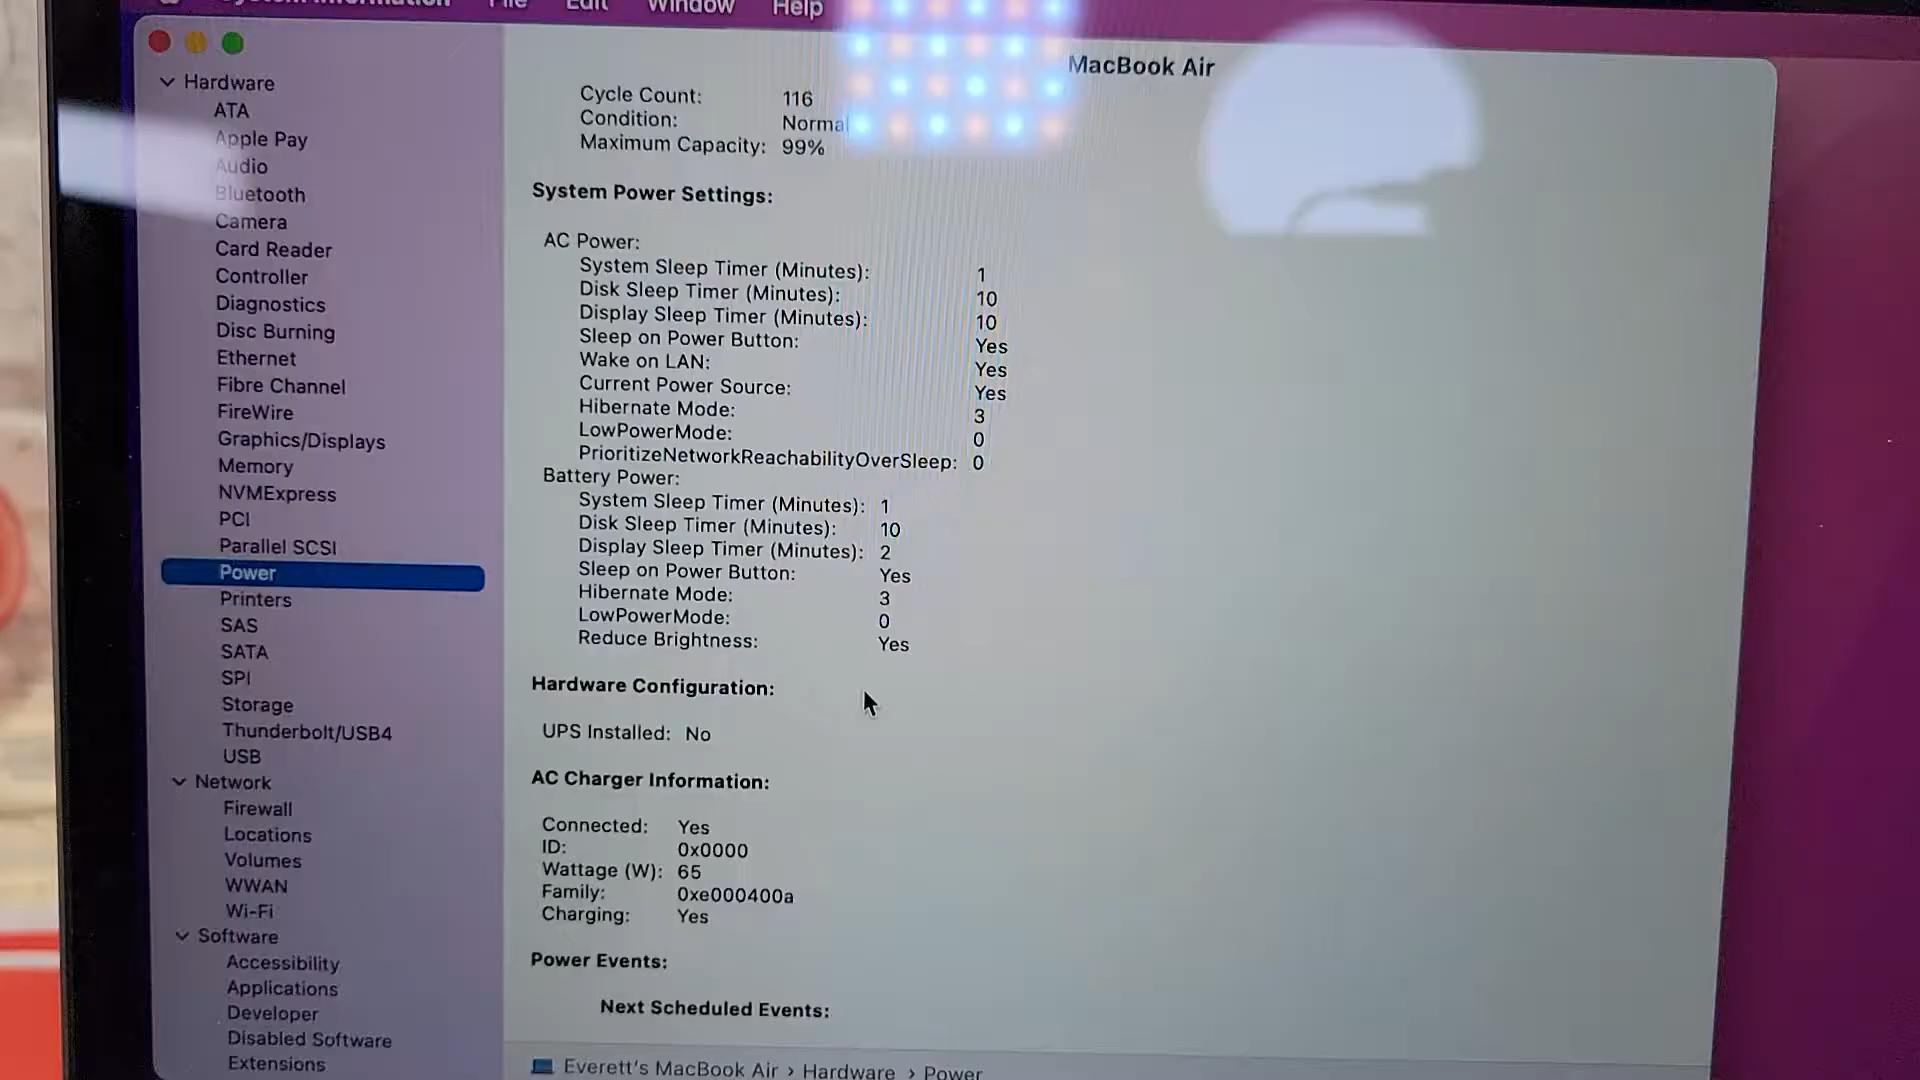 System Information File Edit Window Help
MacBook Air
Hardware
ATA
Apple Pay
Audio
Bluetooth
Camera
Card Reader
Controller
Diagnostics
Disc Burning
Ethernet
Fibre Channel
FireWire
Graphics/Displays
Memory
NVMExpress
PCI
Parallel SCSI
Power
Printers
SAS
SATA
SPI
Storage
Thunderbolt/USB4
USB
Network
Firewall
Locations
Volumes
WWAN
Wi-Fi
Software
Accessibility
Applications
Developer
Disabled Software
Extensions
Cycle Count: 116
Condition: Normal
Maximum Capacity: 99%
System Power Settings:
AC Power:
System Sleep Timer (Minutes): 1
Disk Sleep Timer (Minutes): 10
Display Sleep Timer (Minutes): 10
Sleep on Power Button: Yes
Wake on LAN: Yes
Current Power Source: Yes
Hibernate Mode: 3
LowPowerMode: 0
PrioritizeNetworkReachabilityOverSleep: 0
Battery Power:
System Sleep Timer (Minutes): 1
Disk Sleep Timer (Minutes): 10
Display Sleep Timer (Minutes): 2
Sleep on Power Button: Yes
Hibernate Mode: 3
LowPowerMode: 0
Reduce Brightness: Yes
Hardware Configuration:
UPS Installed: No
AC Charger Information:
Connected: Yes
ID: 0x0000
Wattage (W): 65
Family: 0xe000400a
Charging: Yes
Power Events:
Next Scheduled Events:
Everett's MacBook Air › Hardware › Power